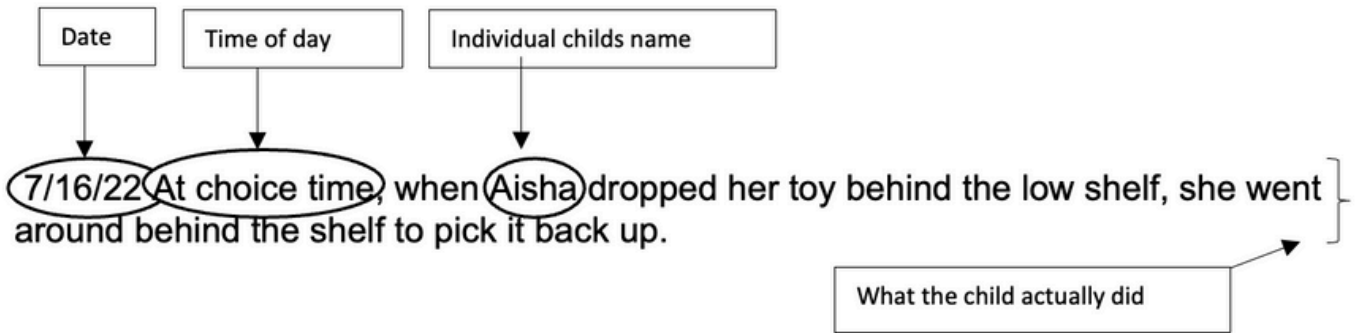 Date
Time of day
Individual childs name
7/16/22 At choice time, when Aisha dropped her toy behind the low shelf, she went
around behind the shelf to pick it back up.
What the child actually did